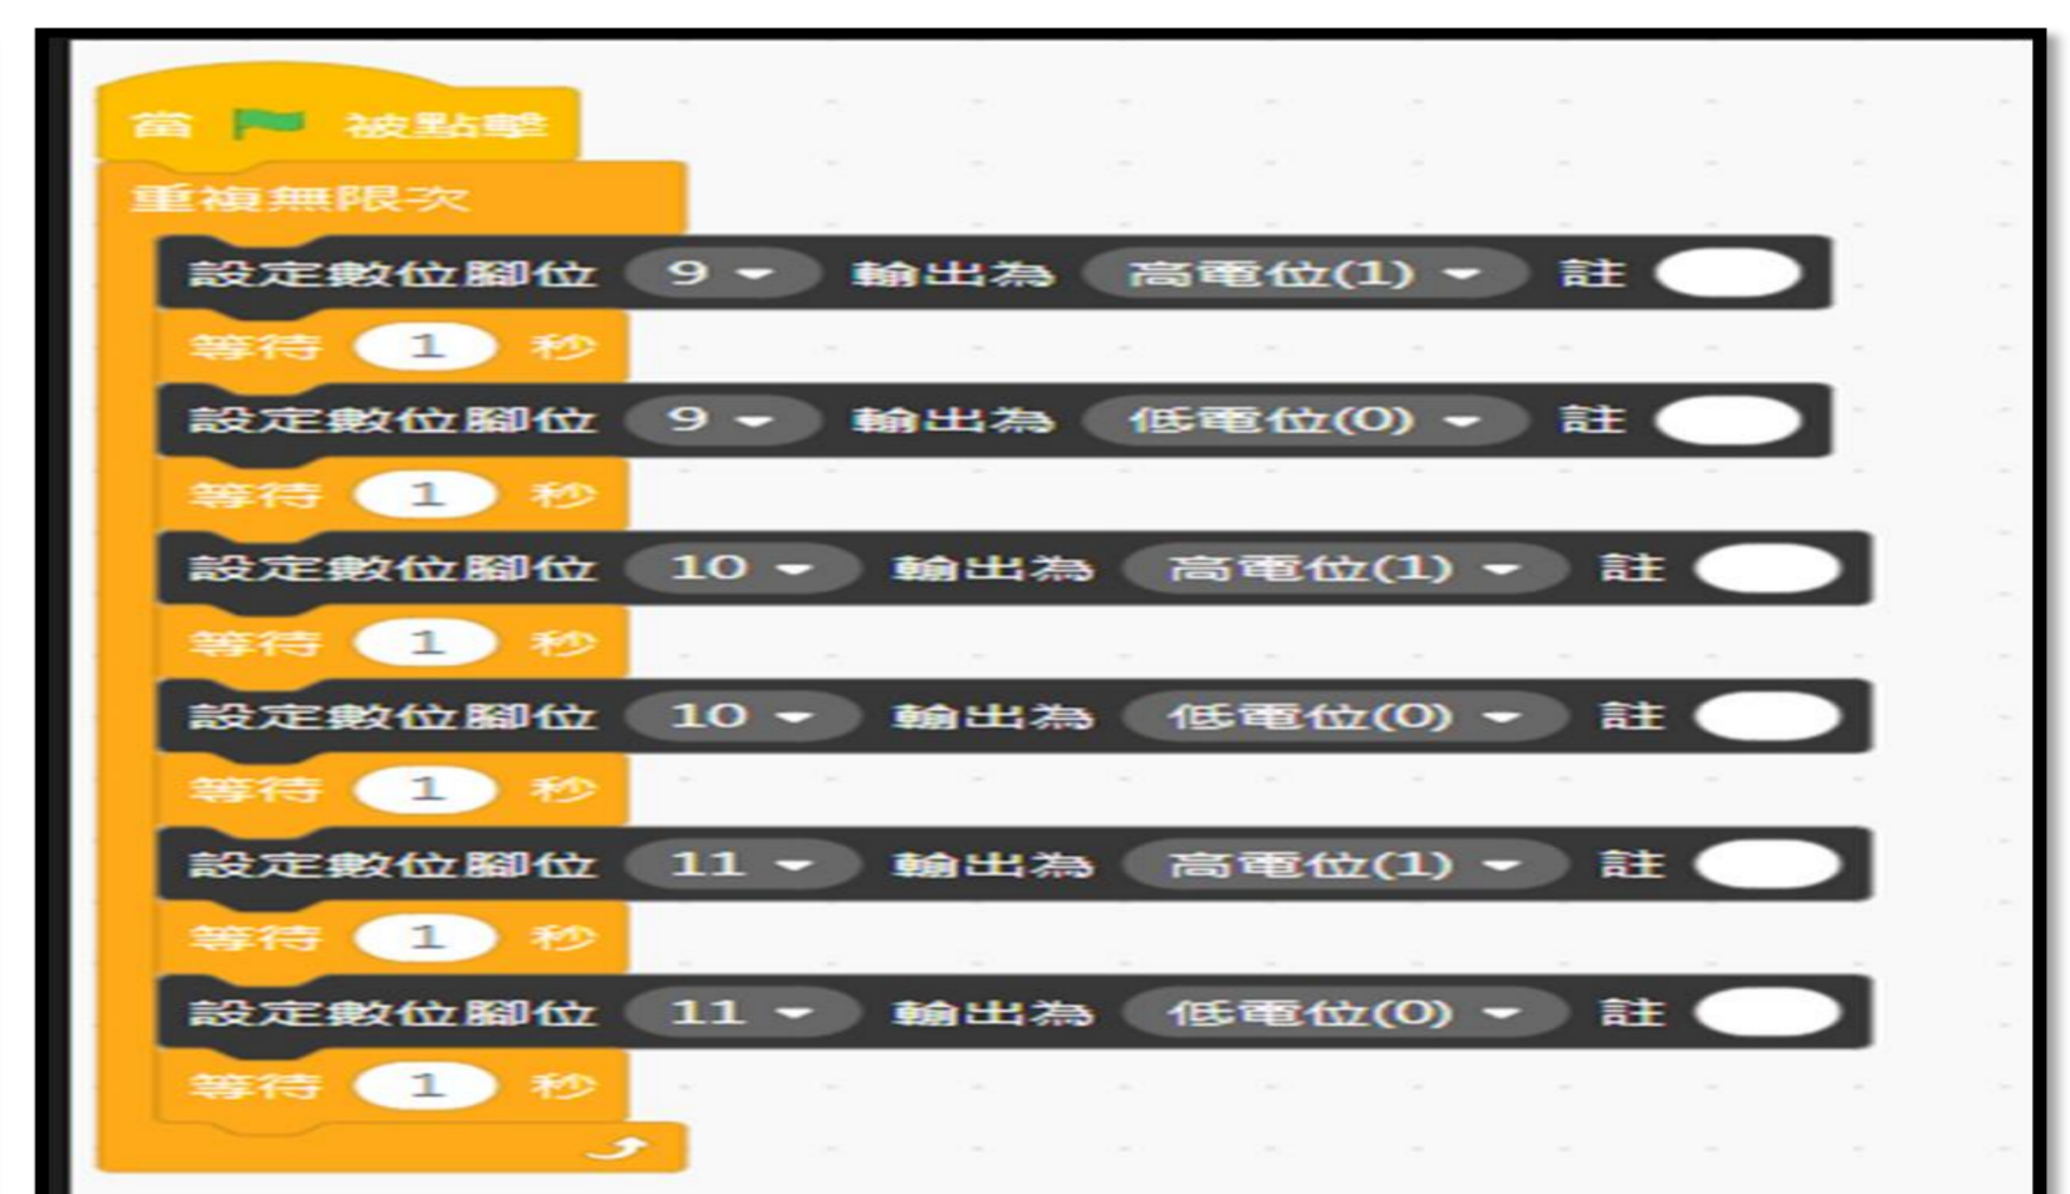 當 被點擊
重複無限次
設定數位腳位 9 輸出為 高電位(1) 註
等待 1 秒
設定數位腳位 9 輸出為 低電位(0) 註
等待 1 秒
設定數位腳位 10 輸出為 高電位(1) 註
等待 1 秒
設定數位腳位 10 輸出為 低電位(0) 註
等待 1 秒
設定數位腳位 11 輸出為 高電位(1) 註
等待 1 秒
設定數位腳位 11 輸出為 低電位(0) 註
等待 1 秒